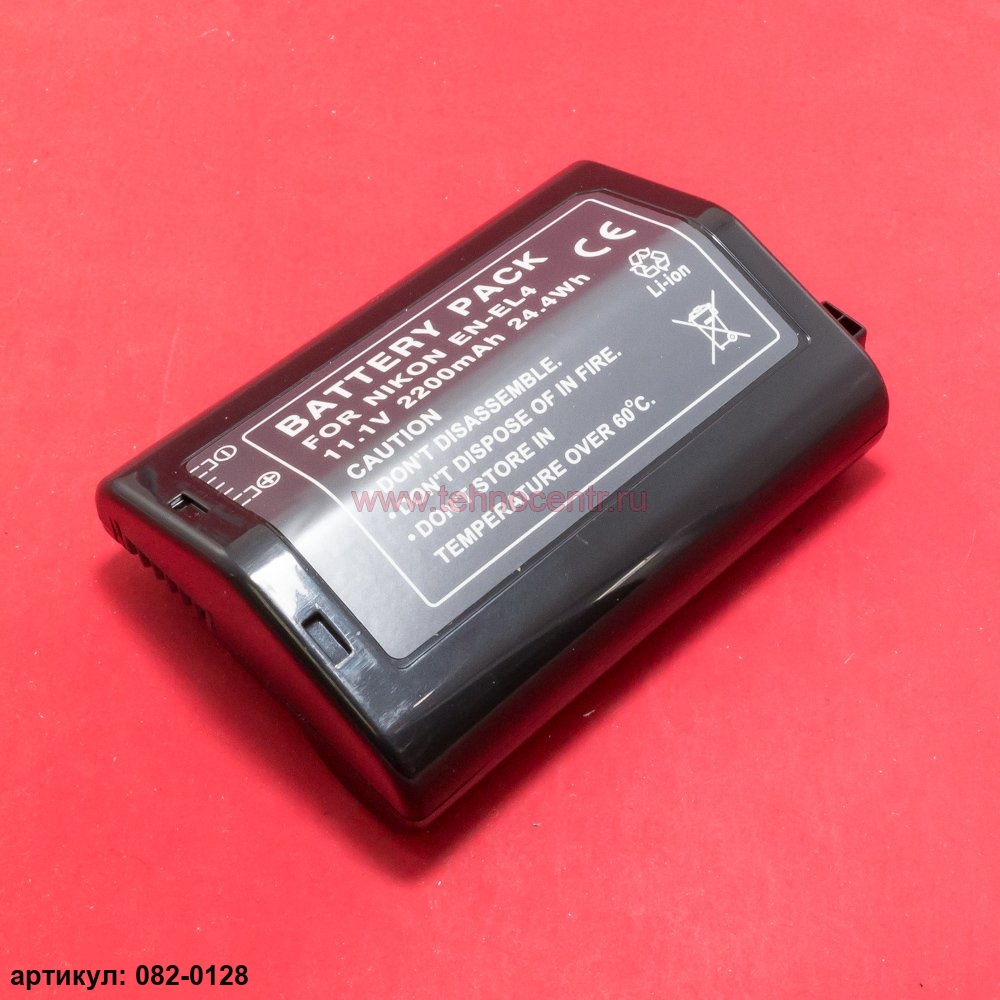 BATTERY PACK
FOR NIKON EN-EL4
11.1V 2200mAh 24.4Wh
CE
Li-ion
CAUTION
• DON'T DISASSEMBLE.
• DON'T DISPOSE OF IN FIRE.
• DON'T STORE IN
TEMPERATURE OVER 60°C.
www.tehnocentr.ru
артикул: 082-0128